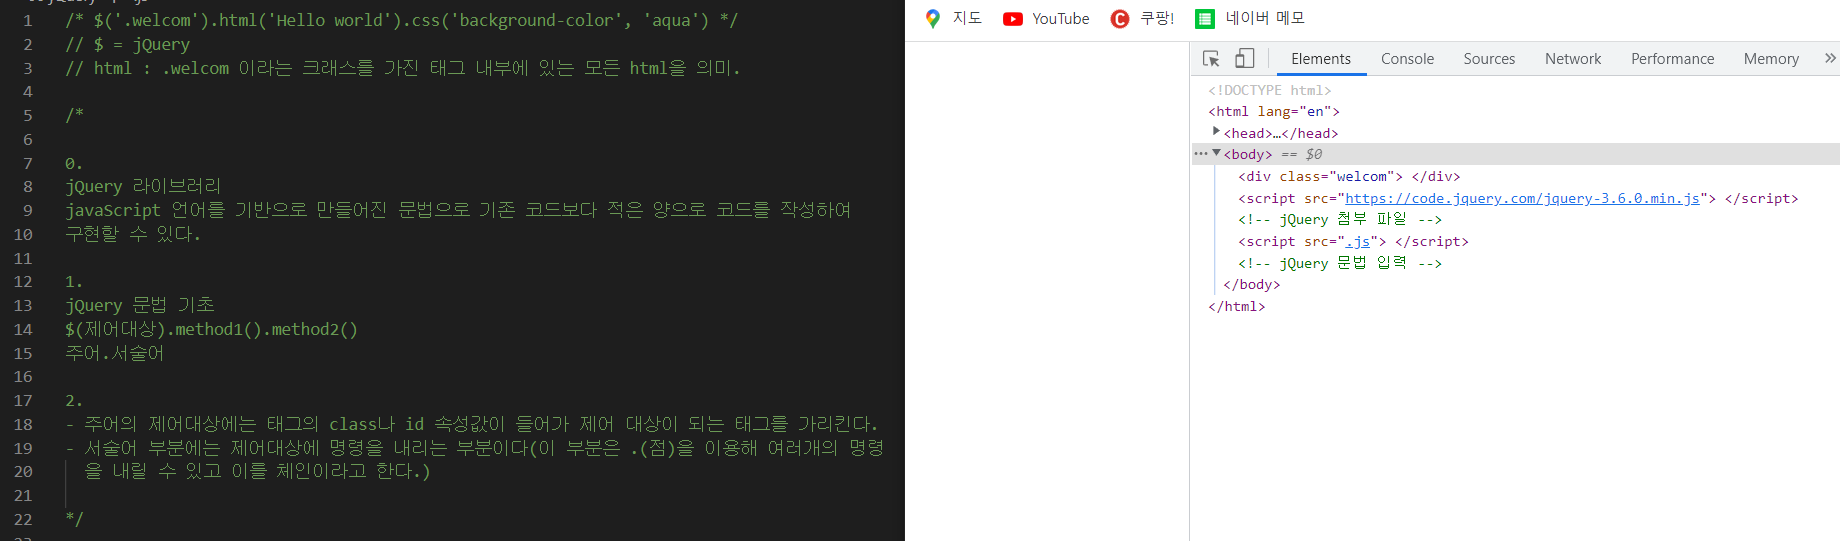 1 /* $('.welcom').html('Hello world').css('background-color', 'aqua') */
2 // $ = jQuery
3 // html : .welcom 이라는 크래스를 가진 태그 내부에 있는 모든 html을 의미.
4
5 /*
6
7 0.
8 jQuery 라이브러리
9 javaScript 언어를 기반으로 만들어진 문법으로 기존 코드보다 적은 양으로 코드를 작성하여
10 구현할 수 있다.
11
12 1.
13 jQuery 문법 기초
14 $(제어대상).method1().method2()
15 주어.서술어
16
17 2.
18 - 주어의 제어대상에는 태그의 class나 id 속성값이 들어가 제어 대상이 되는 태그를 가리킨다.
19 - 서술어 부분에는 제어대상에 명령을 내리는 부분이다(이 부분은 .(점)을 이용해 여러개의 명령
20 을 내릴 수 있고 이를 체인이라고 한다.)
21
22 */
지도 YouTube 쿠팡! 네이버 메모
Elements Console Sources Network Performance Memory »
<!DOCTYPE html>
<html lang="en">
<head>…</head>
<body> == $0
<div class="welcom"> </div>
<script src="https://code.jquery.com/jquery-3.6.0.min.js"> </script>
<!-- jQuery 첨부 파일 -->
<script src=".js"> </script>
<!-- jQuery 문법 입력 -->
</body>
</html>